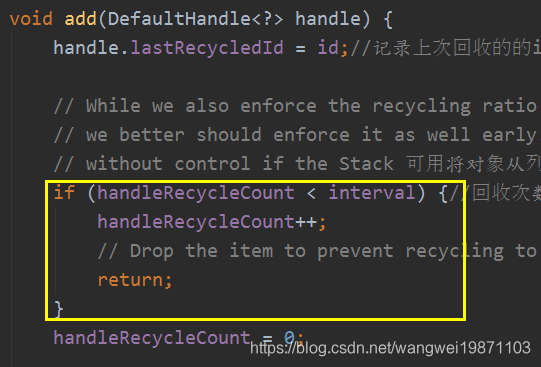 void add(DefaultHandle<?> handle) {
handle.lastRecycledId = id;//记录上次回收的的i
// While we also enforce the recycling ratio
// we better should enforce it as well early
// without control if the Stack 可用将对象从列
if (handleRecycleCount < interval) {//回收次数
handleRecycleCount++;
// Drop the item to prevent recycling to
return;
}
handleRecycleCount = 0;
https://blog.csdn.net/wangwei19871103